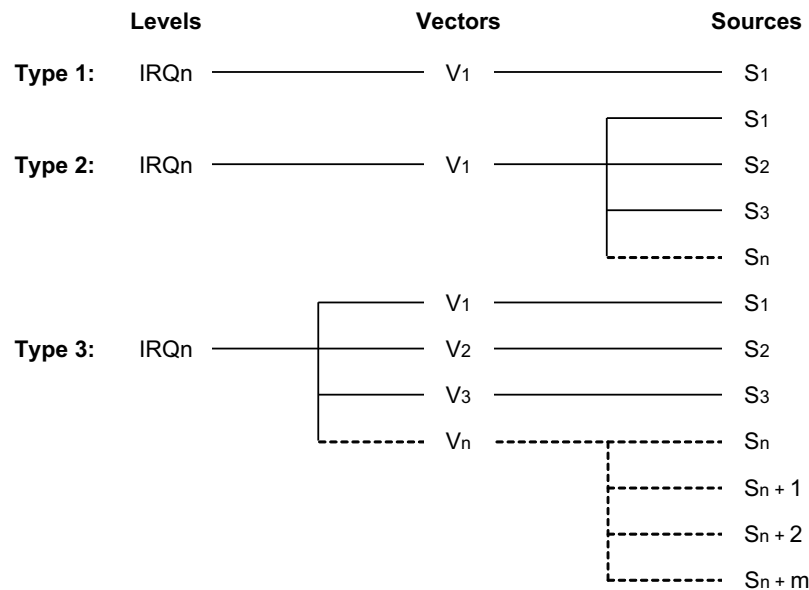 Levels Vectors Sources
Type 1: IRQn V1 S1
S1
Type 2: IRQn V1 S2
S3
Sn
V1 S1
Type 3: IRQn V2 S2
V3 S3
Vn Sn
Sn + 1
Sn + 2
Sn + m